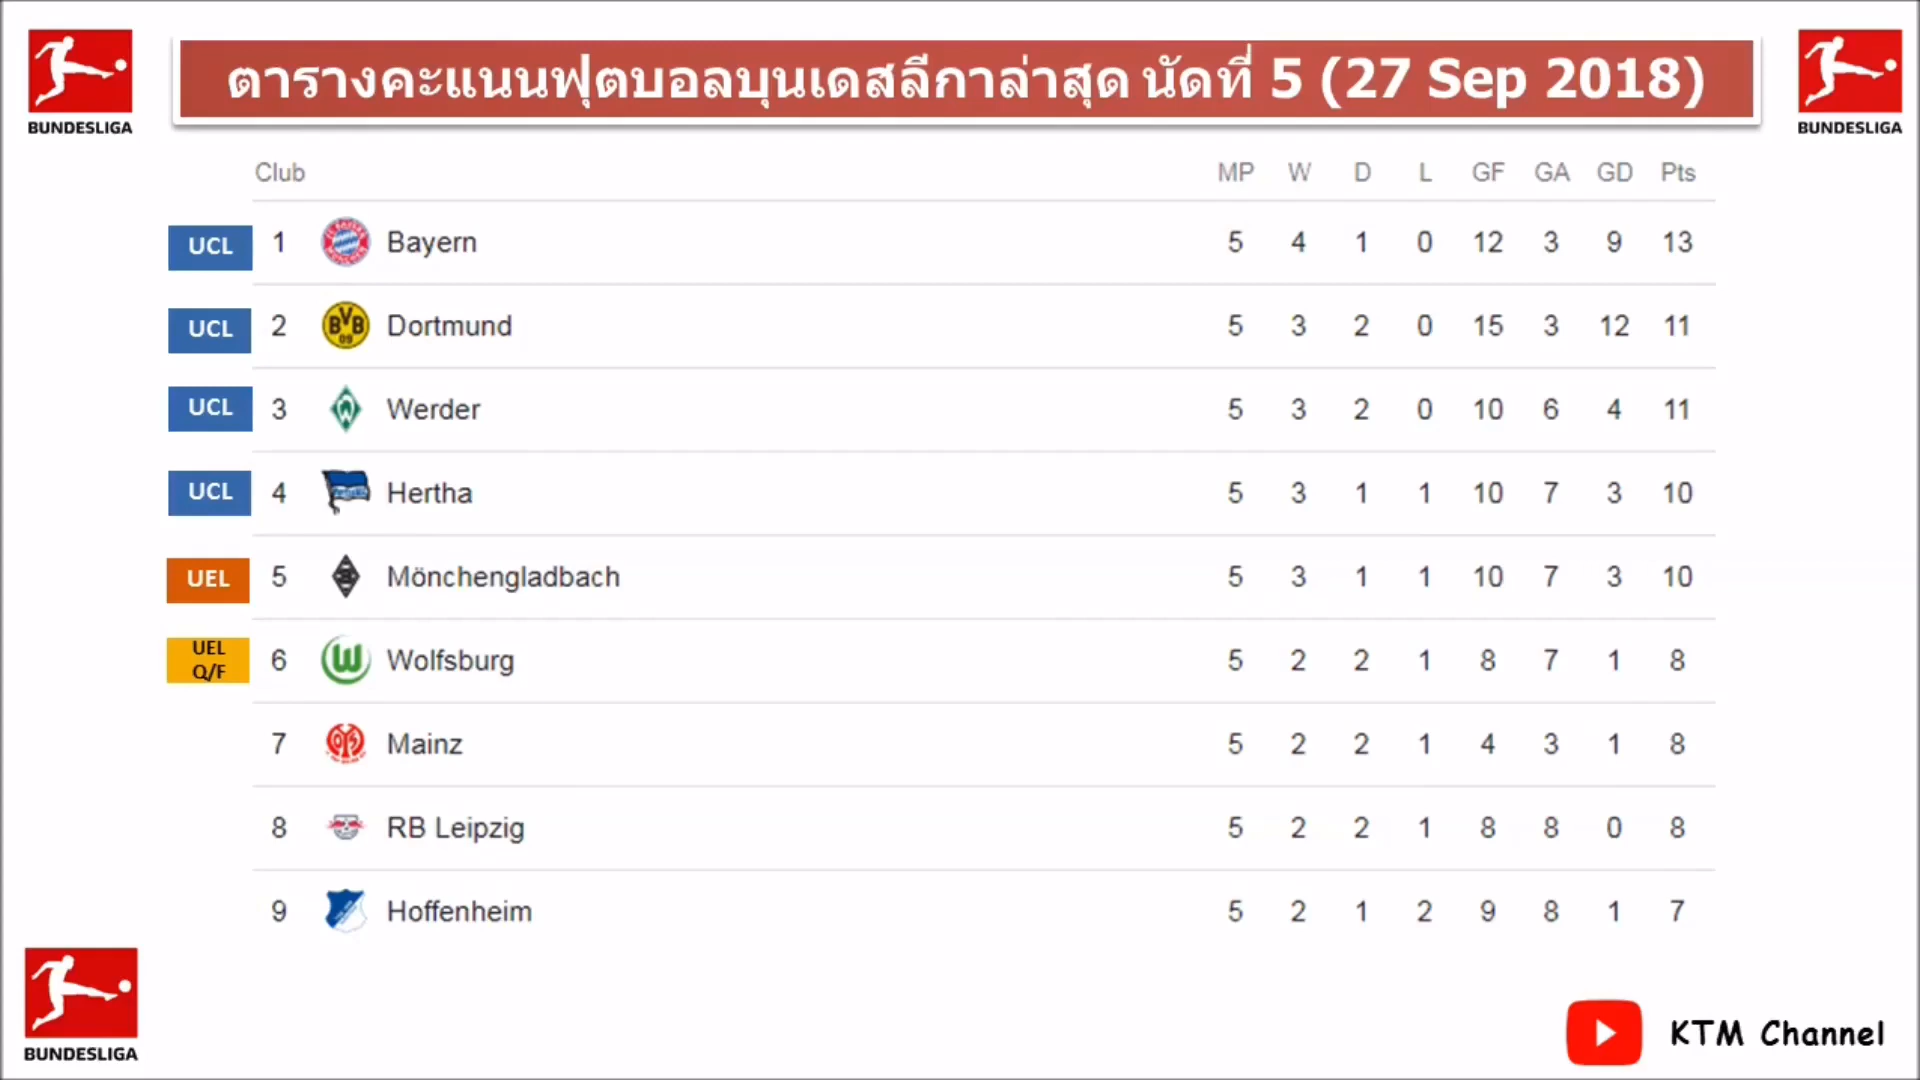 ตารางคะแนนฟุตบอลบุนเดสลีกาล่าสุด นัดที่ 5 (27 Sep 2018)
BUNDESLIGA
BUNDESLIGA
Club MP W D L GF GA GD Pts
UCL 1 Bayern 5 4 1 0 12 3 9 13
UCL 2 Dortmund 5 3 2 0 15 3 12 11
UCL 3 Werder 5 3 2 0 10 6 4 11
UCL 4 Hertha 5 3 1 1 10 7 3 10
UEL 5 Mönchengladbach 5 3 1 1 10 7 3 10
UEL Q/F 6 Wolfsburg 5 2 2 1 8 7 1 8
7 Mainz 5 2 2 1 4 3 1 8
8 RB Leipzig 5 2 2 1 8 8 0 8
9 Hoffenheim 5 2 1 2 9 8 1 7
BUNDESLIGA
KTM Channel